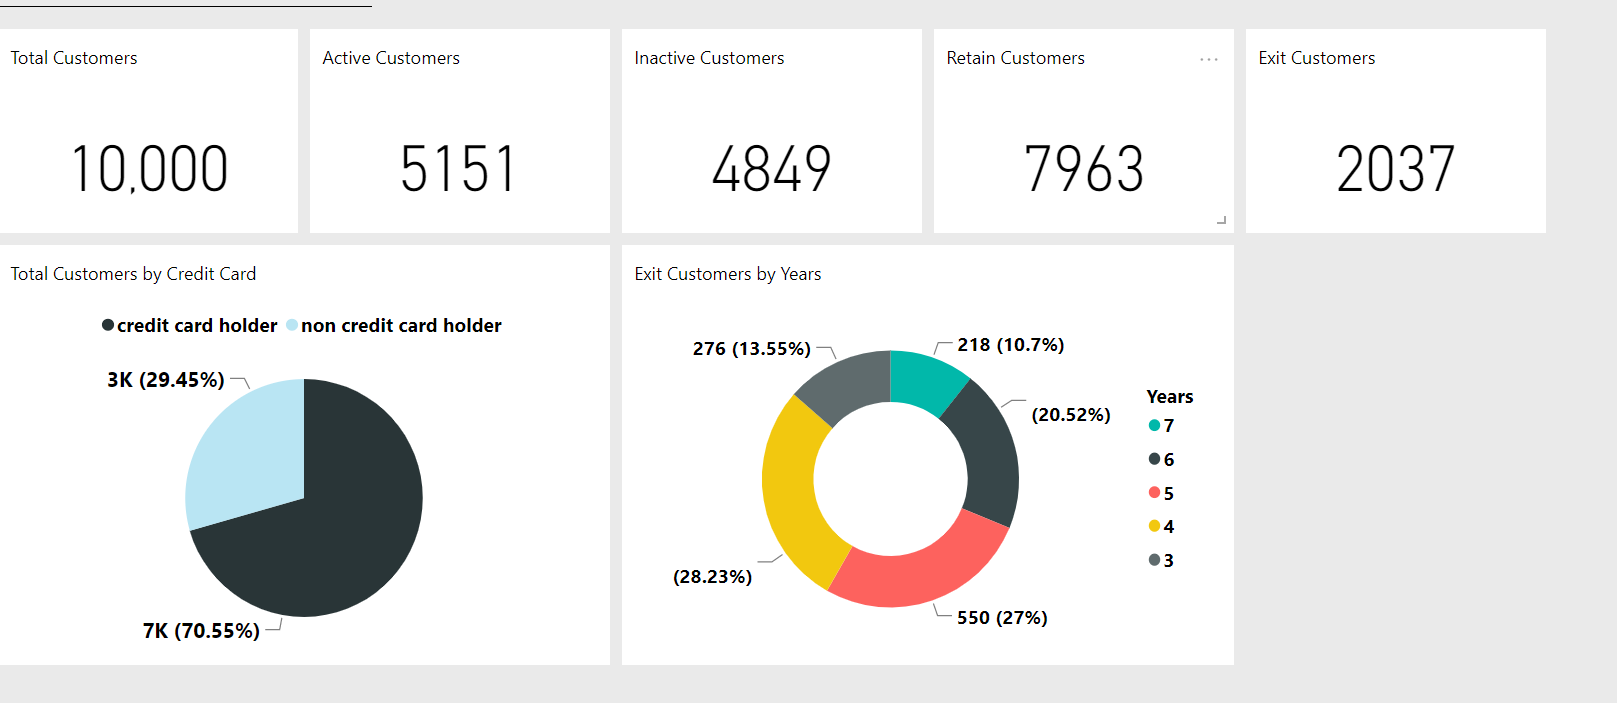 Total Customers
10,000
Active Customers
5151
Inactive Customers
4849
Retain Customers
...
7963
Exit Customers
2037
Total Customers by Credit Card
credit card holder non credit card holder
3K (29.45%)
7K (70.55%)
Exit Customers by Years
276 (13.55%)
218 (10.7%)
(20.52%)
(28.23%)
550 (27%)
Years
7
6
5
4
3